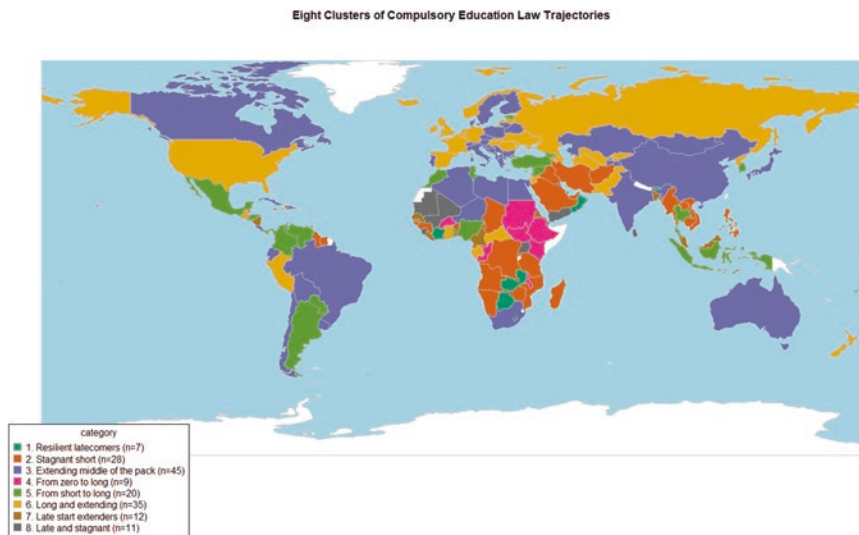 Eight Clusters of Compulsory Education Law Trajectories
category
1. Resilient latecomers (n=7)
2. Stagnant short (n=28)
3. Extending middle of the pack (n=45)
4. From zero to long (n=9)
5. From short to long (n=20)
6. Long and extending (n=35)
7. Late start extenders (n=12)
8. Late and stagnant (n=11)